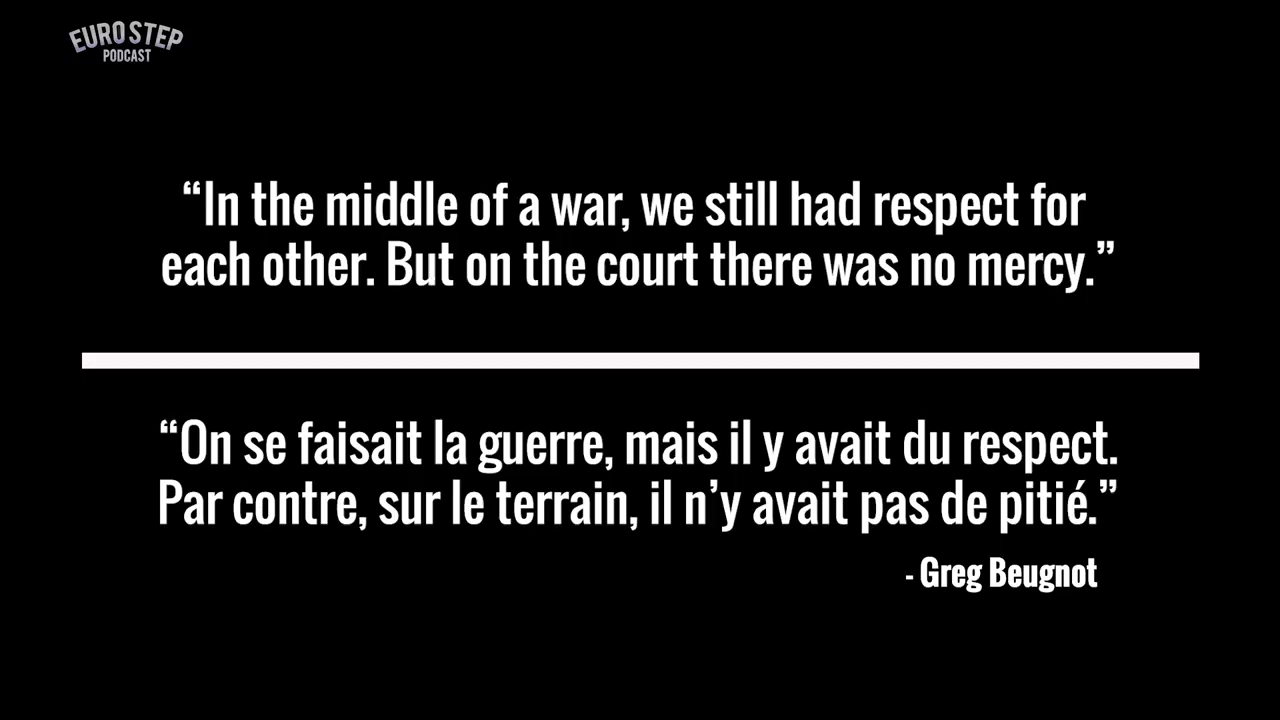 EURO STEP
PODCAST
“In the middle of a war, we still had respect for
each other. But on the court there was no mercy.”
“On se faisait la guerre, mais il y avait du respect.
Par contre, sur le terrain, il n’y avait pas de pitié.”
- Greg Beugnot